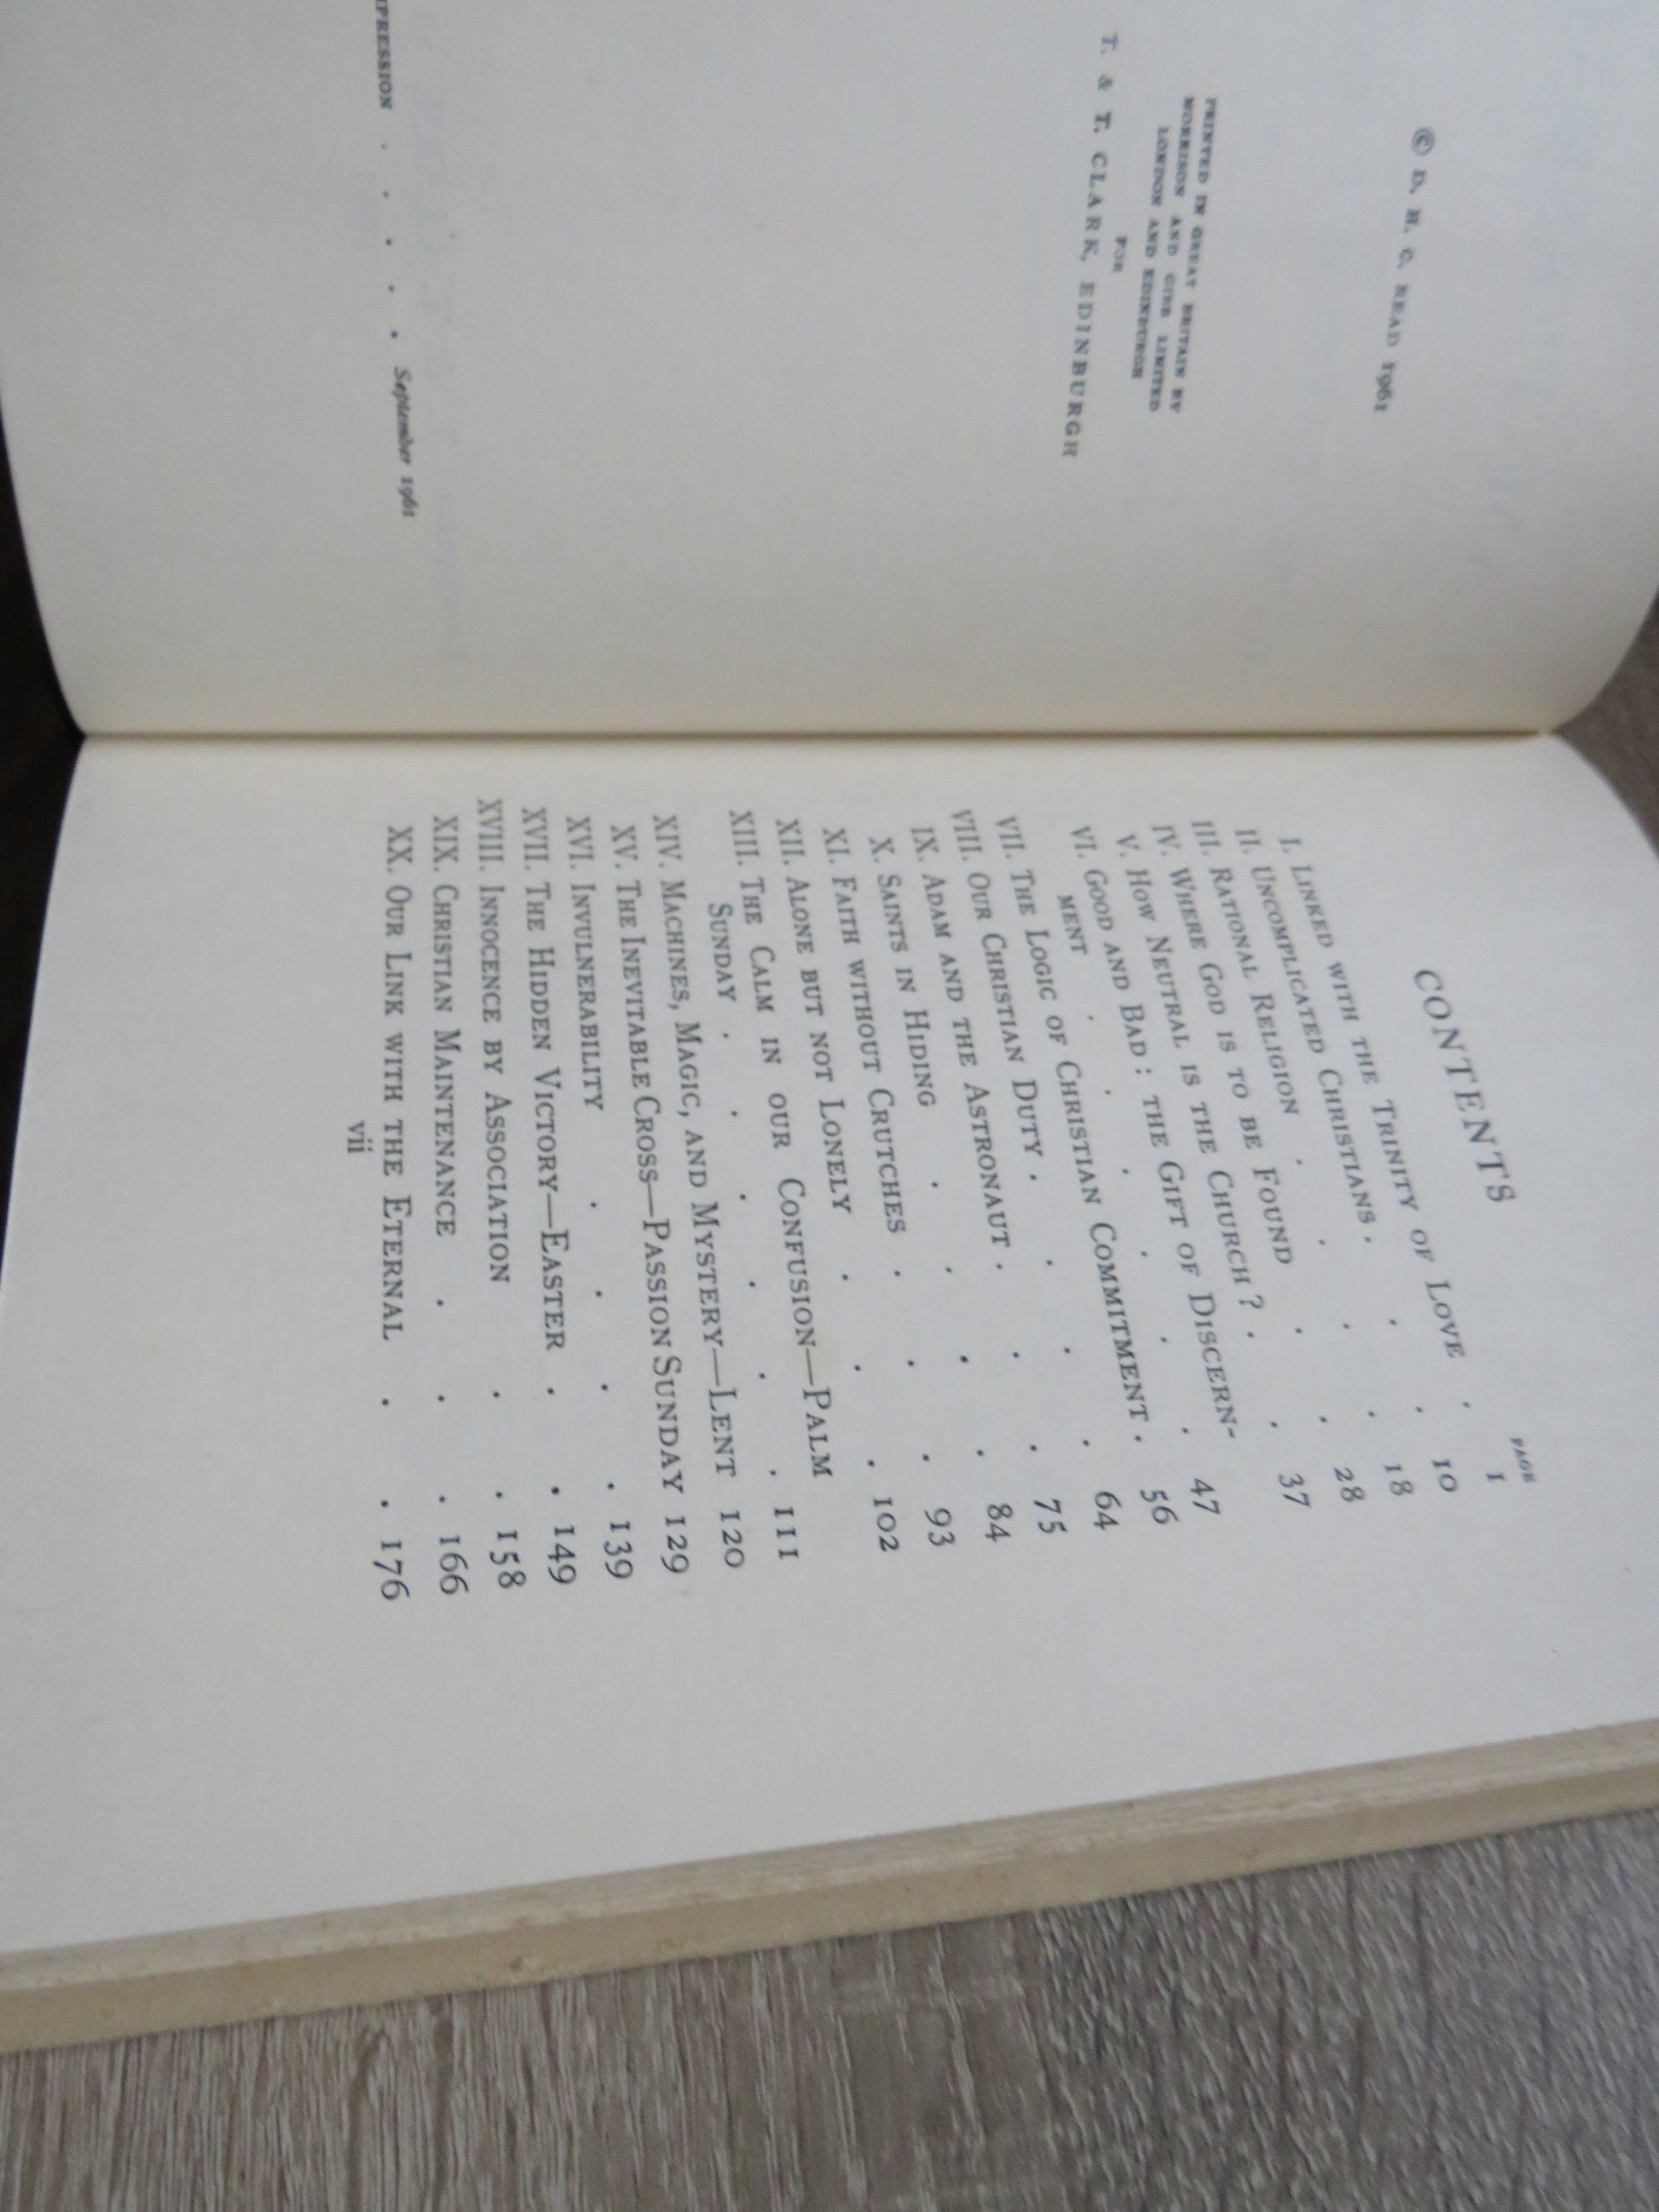 © D. H. C. READ 1961
PRINTED IN GREAT BRITAIN BY
MORRISON AND GIBB LIMITED
LONDON AND EDINBURGH
FOR
T. & T. CLARK, EDINBURGH
PRESSION . . . . . September 1961
CONTENTS
PAGE
I. LINKED WITH THE TRINITY OF LOVE . 1
II. UNCOMPLICATED CHRISTIANS . . . 10
III. RATIONAL RELIGION . . . . 18
IV. WHERE GOD IS TO BE FOUND . . 28
V. HOW NEUTRAL IS THE CHURCH ? . . 37
VI. GOOD AND BAD : THE GIFT OF DISCERN-
MENT . . . . . . 47
VII. THE LOGIC OF CHRISTIAN COMMITMENT . 56
VIII. OUR CHRISTIAN DUTY . . . . 64
IX. ADAM AND THE ASTRONAUT . . . 75
X. SAINTS IN HIDING . . . . 84
XI. FAITH WITHOUT CRUTCHES . . . 93
XII. ALONE BUT NOT LONELY . . . 102
XIII. THE CALM IN OUR CONFUSION—PALM
SUNDAY . . . . . . 111
XIV. MACHINES, MAGIC, AND MYSTERY—LENT 120
XV. THE INEVITABLE CROSS—PASSION SUNDAY 129
XVI. INVULNERABILITY . . . . 139
XVII. THE HIDDEN VICTORY—EASTER . . 149
XVIII. INNOCENCE BY ASSOCIATION . . 158
XIX. CHRISTIAN MAINTENANCE . . . 166
XX. OUR LINK WITH THE ETERNAL . . 176
vii